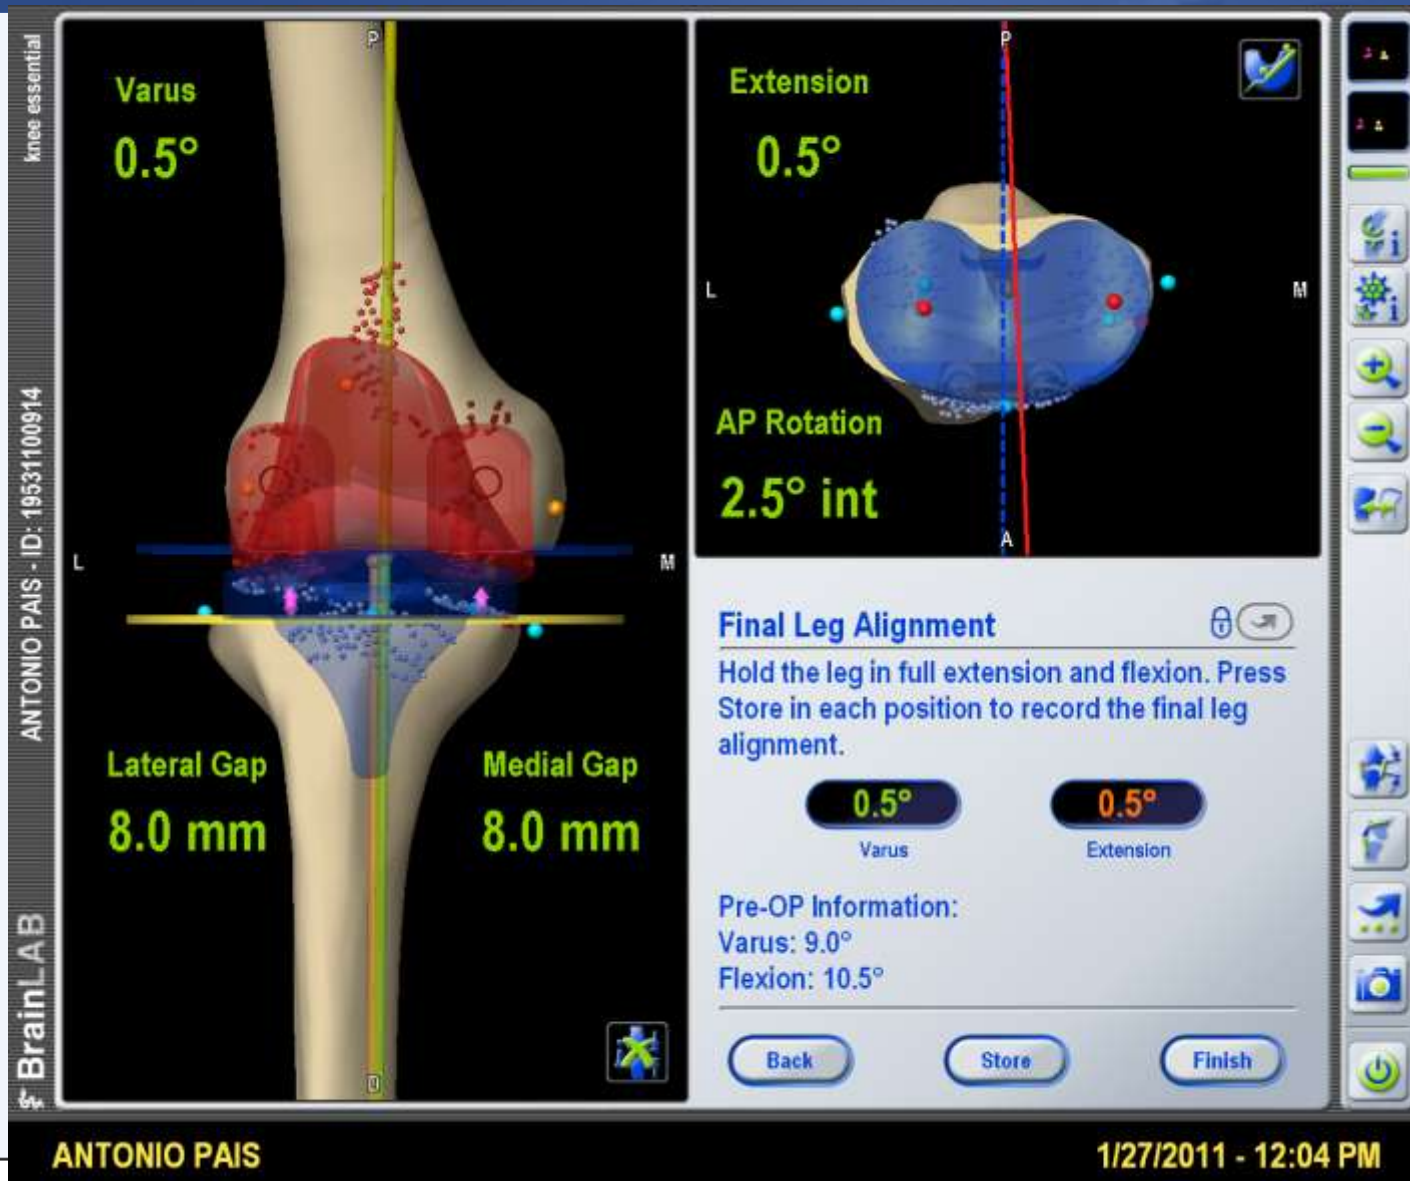 knee essential
ANTONIO PAIS - ID: 19531100914
BrainLAB
P
Varus
0.5°
L
M
Lateral Gap
8.0 mm
Medial Gap
8.0 mm
P
Extension
0.5°
L
M
AP Rotation
2.5° int
A
Final Leg Alignment
Hold the leg in full extension and flexion. Press
Store in each position to record the final leg
alignment.
0.5°
0.5°
Varus
Extension
Pre-OP Information:
Varus: 9.0°
Flexion: 10.5°
Back
Store
Finish
ANTONIO PAIS
1/27/2011 - 12:04 PM